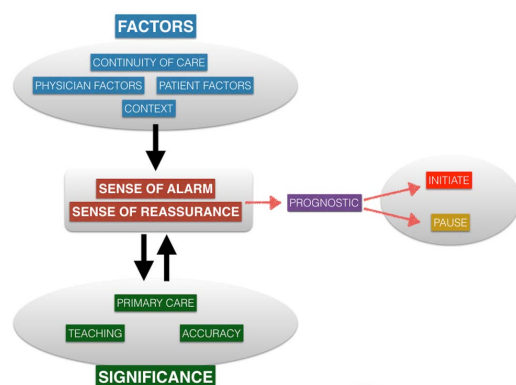 FACTORS
CONTINUITY OF CARE
PHYSICIAN FACTORS PATIENT FACTORS
CONTEXT
SENSE OF ALARM
SENSE OF REASSURANCE
PROGNOSTIC
INITIATE
PAUSE
PRIMARY CARE
TEACHING ACCURACY
SIGNIFICANCE